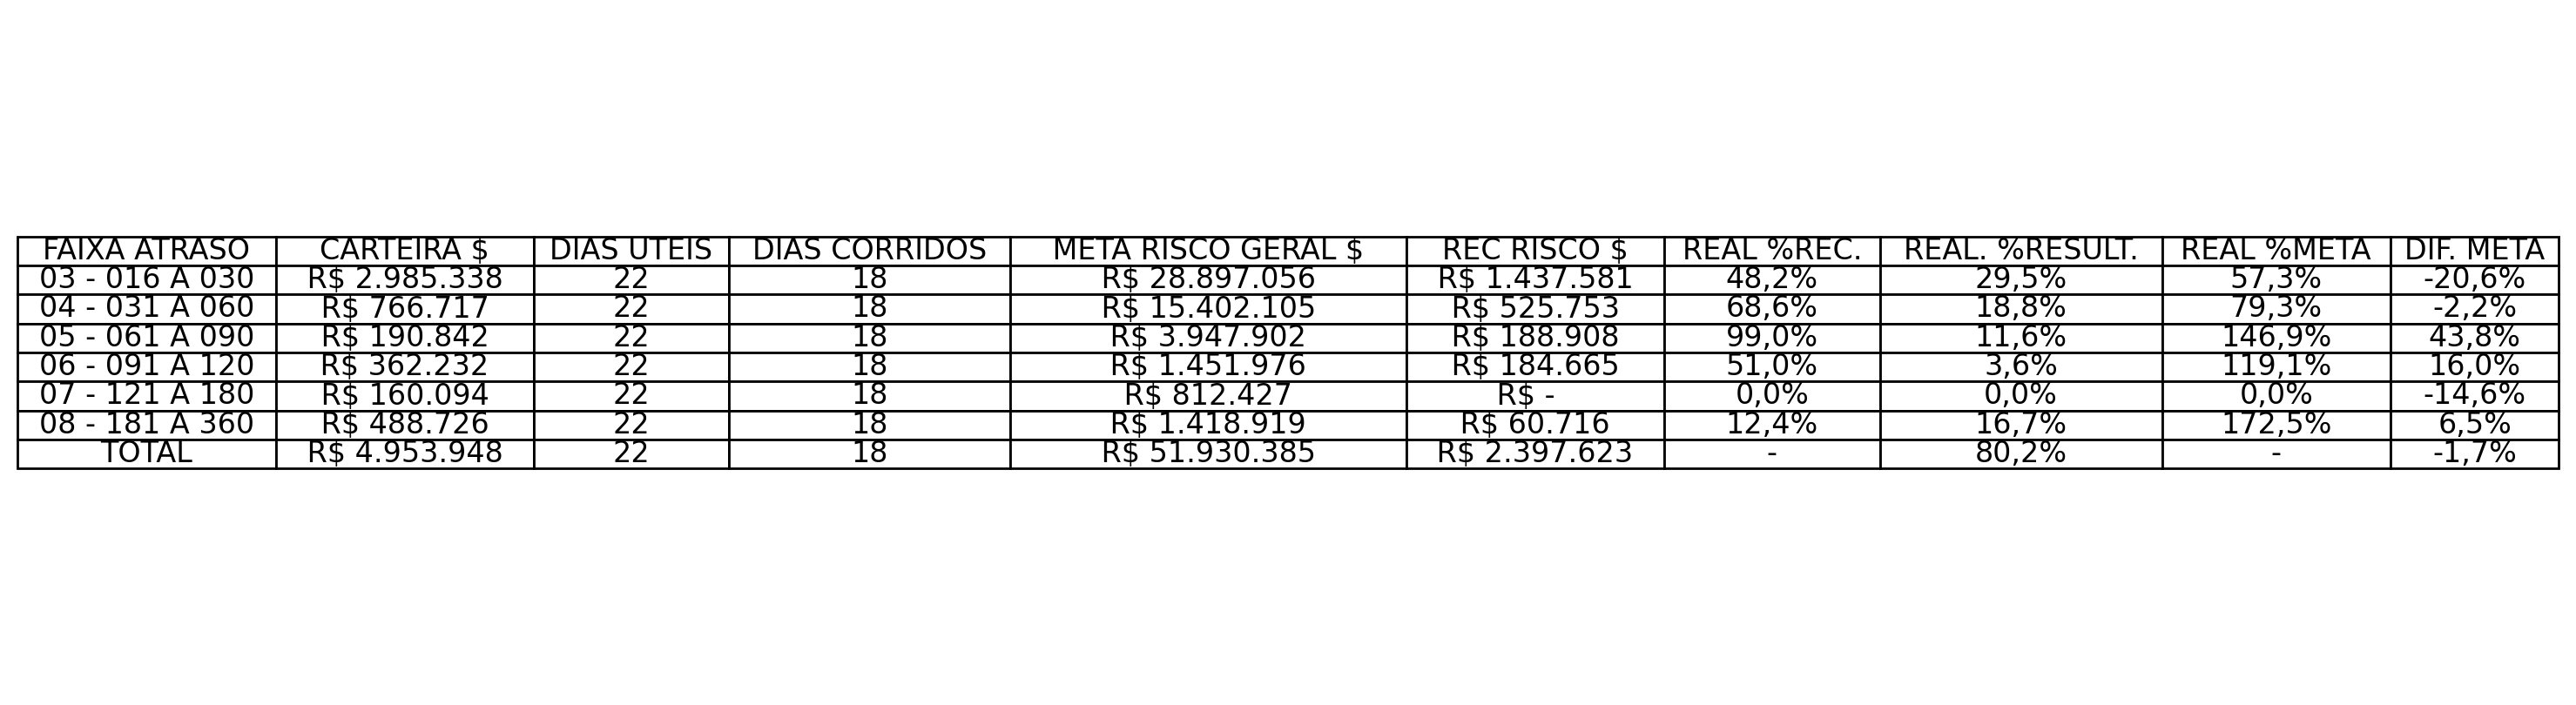 FAIXA ATRASO CARTEIRA $ DIAS UTEIS DIAS CORRIDOS META RISCO GERAL $ REC RISCO $ REAL %REC. REAL. %RESULT. REAL %META DIF. META
03 - 016 A 030 R$ 2.985.338 22 18 R$ 28.897.056 R$ 1.437.581 48,2% 29,5% 57,3% -20,6%
04 - 031 A 060 R$ 766.717 22 18 R$ 15.402.105 R$ 525.753 68,6% 18,8% 79,3% -2,2%
05 - 061 A 090 R$ 190.842 22 18 R$ 3.947.902 R$ 188.908 99,0% 11,6% 146,9% 43,8%
06 - 091 A 120 R$ 362.232 22 18 R$ 1.451.976 R$ 184.665 51,0% 3,6% 119,1% 16,0%
07 - 121 A 180 R$ 160.094 22 18 R$ 812.427 R$ - 0,0% 0,0% 0,0% -14,6%
08 - 181 A 360 R$ 488.726 22 18 R$ 1.418.919 R$ 60.716 12,4% 16,7% 172,5% 6,5%
TOTAL R$ 4.953.948 22 18 R$ 51.930.385 R$ 2.397.623 - 80,2% - -1,7%